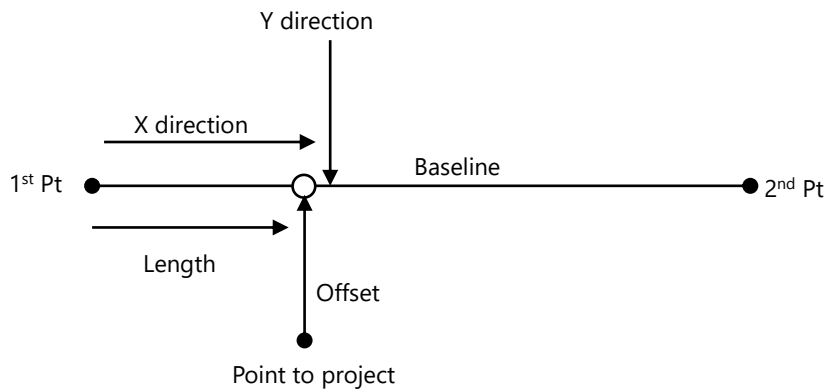 Y direction
X direction
Baseline
1st Pt
2nd Pt
Length
Offset
Point to project